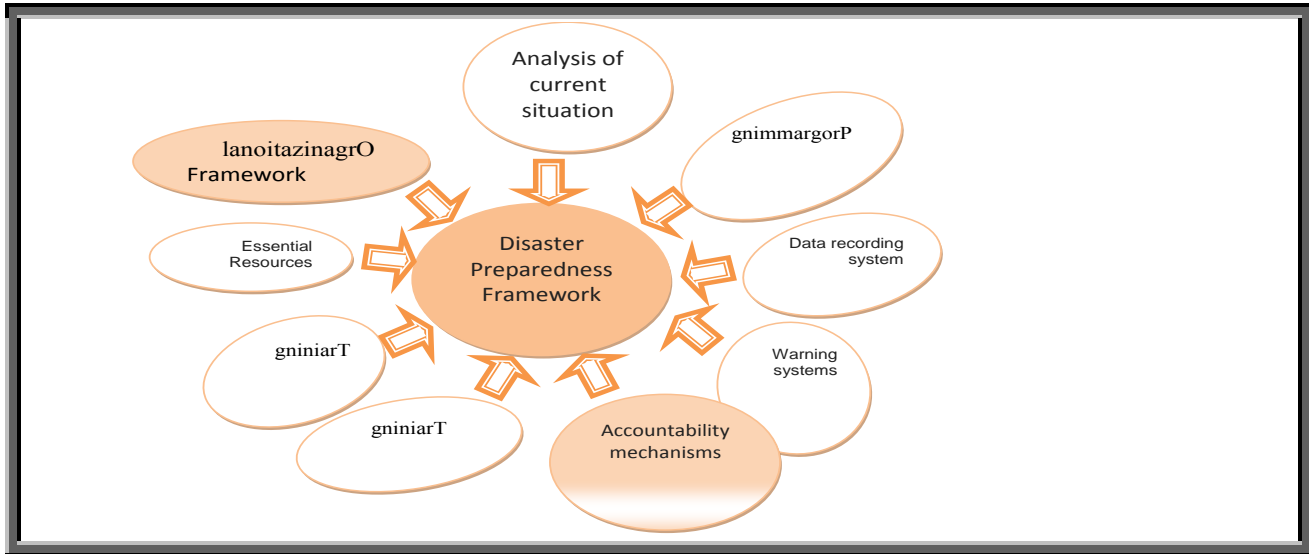 Analysis of
current
situation
gnimmargorP
lanoitazinagrO
Framework
Disaster
Preparedness
Framework
Essential
Resources
Data recording
system
gniniarT
Warning
systems
gniniarT
Accountability
mechanisms